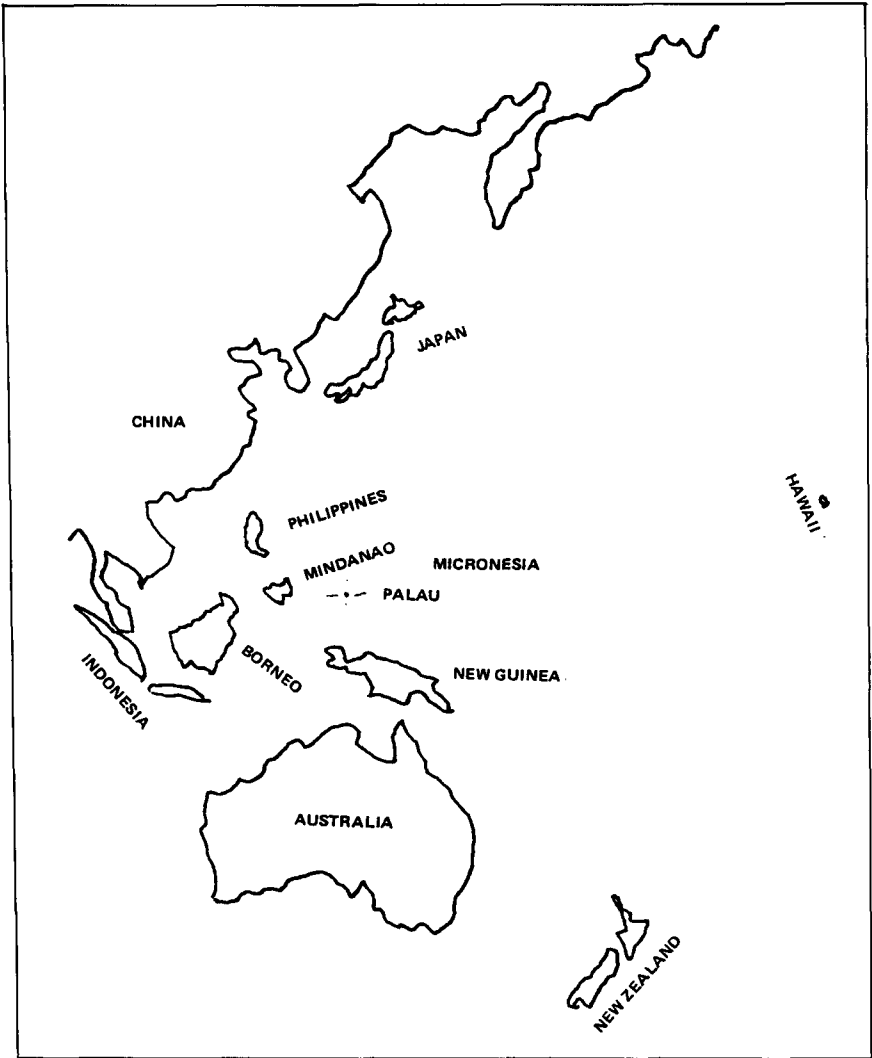 JAPAN
CHINA
HAWAII
PHILIPPINES
MINDANAO
MICRONESIA
PALAU
BORNEO
NEW GUINEA
INDONESIA
AUSTRALIA
NEW ZEALAND